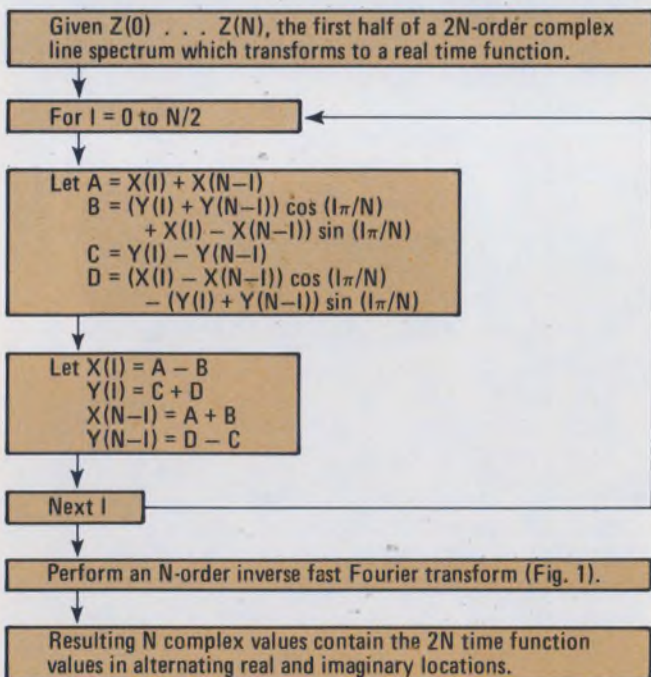 Given Z(0) . . . Z(N), the first half of a 2N-order complex
line spectrum which transforms to a real time function.
For I = 0 to N/2
Let A = X(I) + X(N–I)
B = (Y(I) + Y(N–I)) cos (Iπ/N)
+ X(I) – X(N–I)) sin (Iπ/N)
C = Y(I) – Y(N–I)
D = (X(I) – X(N–I)) cos (Iπ/N)
– (Y(I) + Y(N–I)) sin (Iπ/N)
Let X(I) = A – B
Y(I) = C + D
X(N–I) = A + B
Y(N–I) = D – C
Next I
Perform an N-order inverse fast Fourier transform (Fig. 1).
Resulting N complex values contain the 2N time function
values in alternating real and imaginary locations.